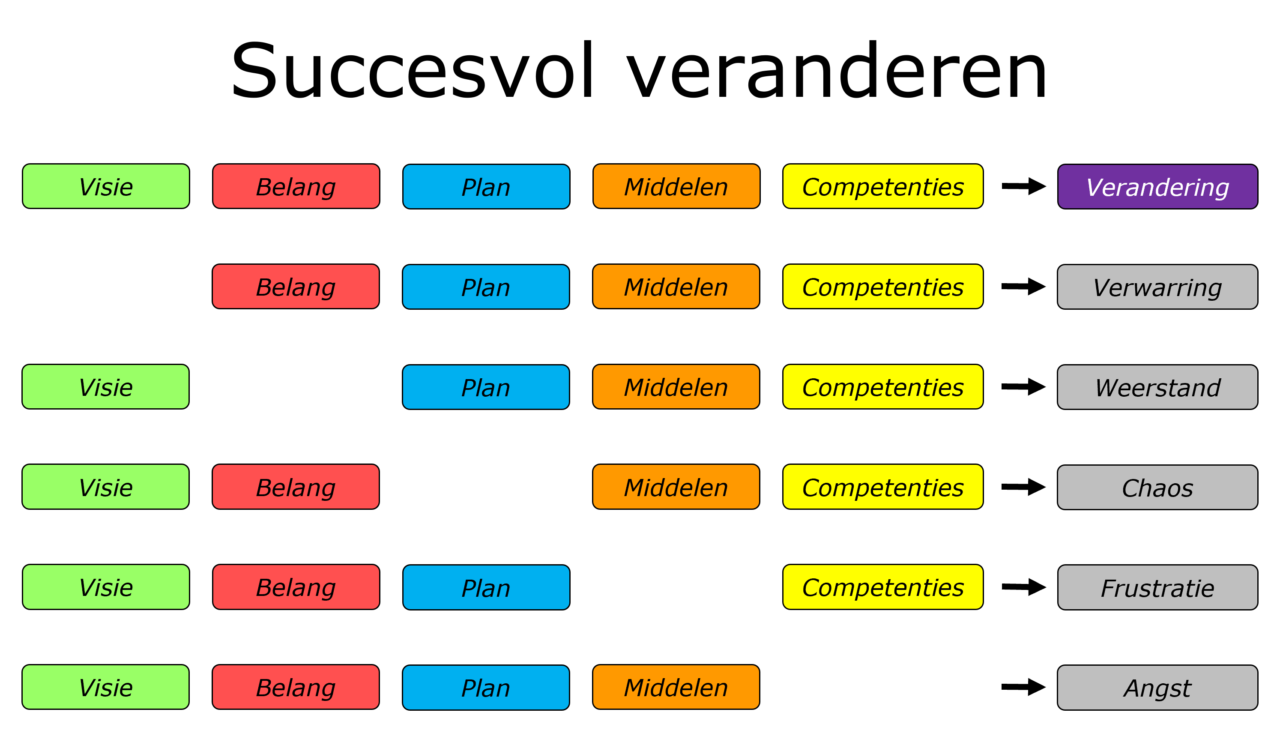 Succesvol veranderen
Visie Belang Plan Middelen Competenties Verandering
Belang Plan Middelen Competenties Verwarring
Visie Plan Middelen Competenties Weerstand
Visie Belang Middelen Competenties Chaos
Visie Belang Plan Competenties Frustratie
Visie Belang Plan Middelen Angst